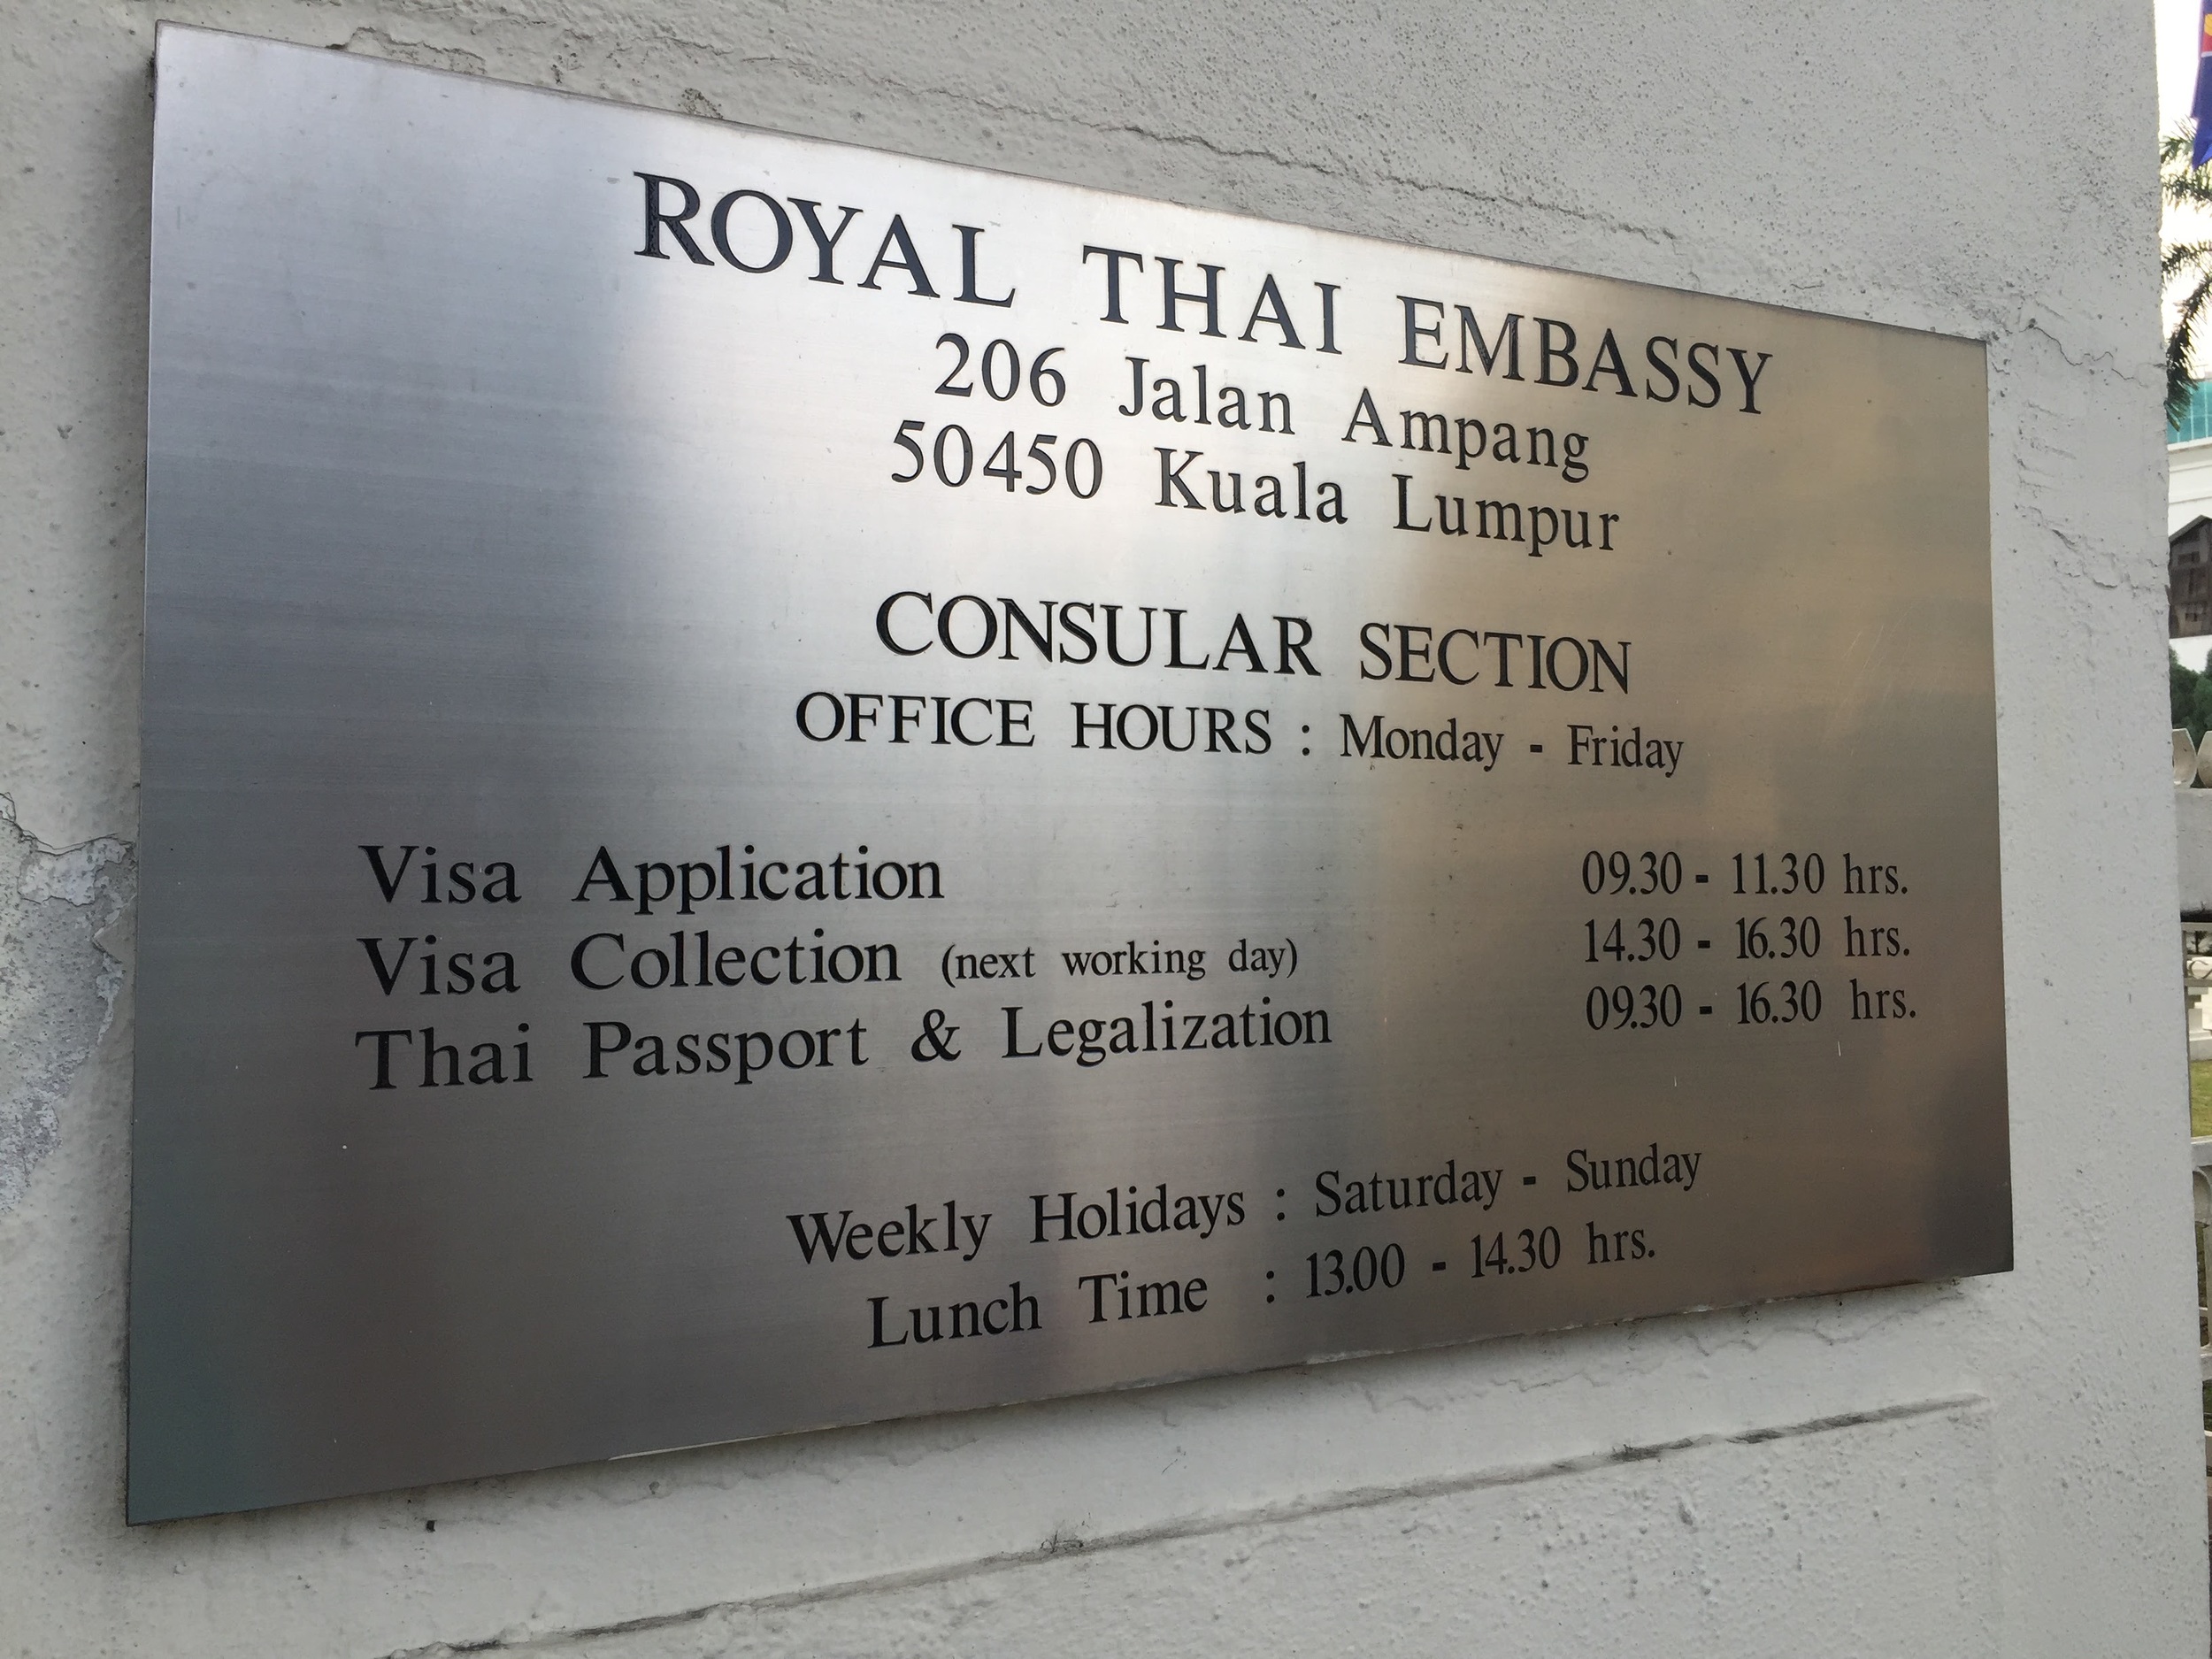 ROYAL THAI EMBASSY
206 Jalan Ampang
50450 Kuala Lumpur
CONSULAR SECTION
OFFICE HOURS : Monday - Friday
Visa Application 09.30 - 11.30 hrs.
Visa Collection (next working day) 14.30 - 16.30 hrs.
Thai Passport & Legalization 09.30 - 16.30 hrs.
Weekly Holidays : Saturday - Sunday
Lunch Time : 13.00 - 14.30 hrs.